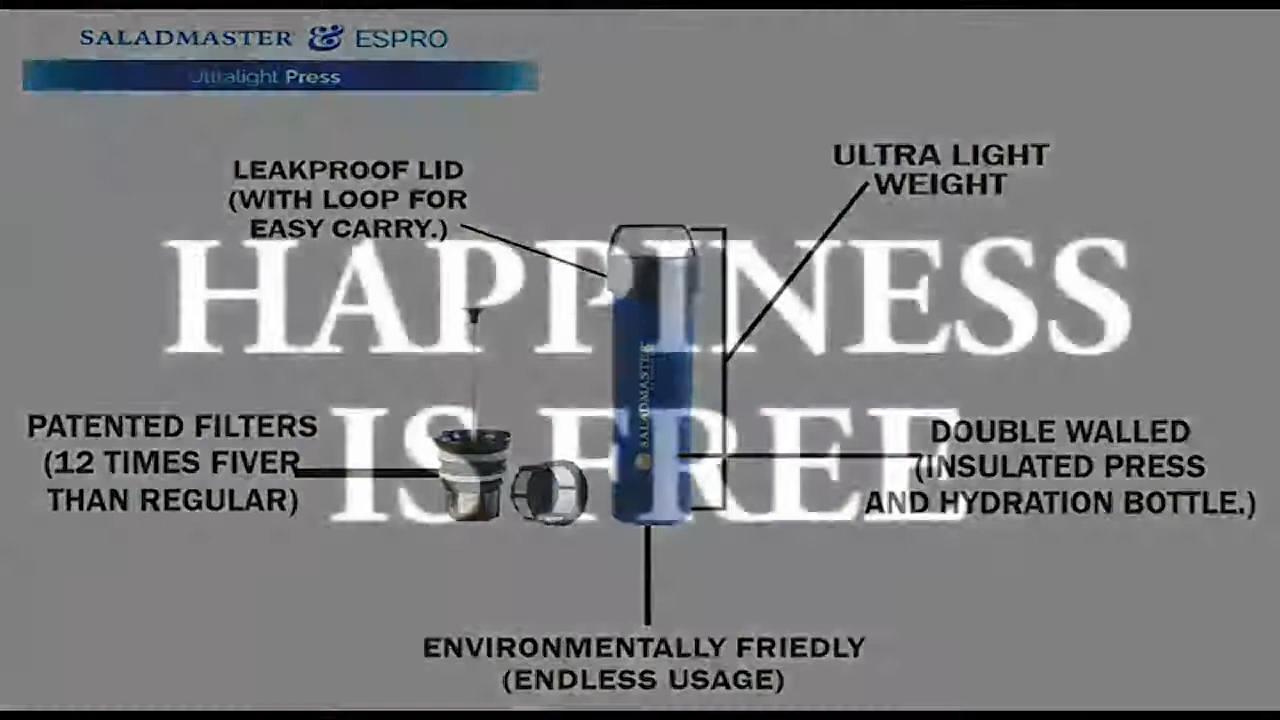 SALADMASTER & ESPRO
Ultralight Press
LEAKPROOF LID
(WITH LOOP FOR
EASY CARRY.)
ULTRA LIGHT
WEIGHT
HAPPINESS
IS FREE
SALADMASTER
PATENTED FILTERS
(12 TIMES FIVER
THAN REGULAR)
DOUBLE WALLED
(INSULATED PRESS
AND HYDRATION BOTTLE.)
ENVIRONMENTALLY FRIEDLY
(ENDLESS USAGE)